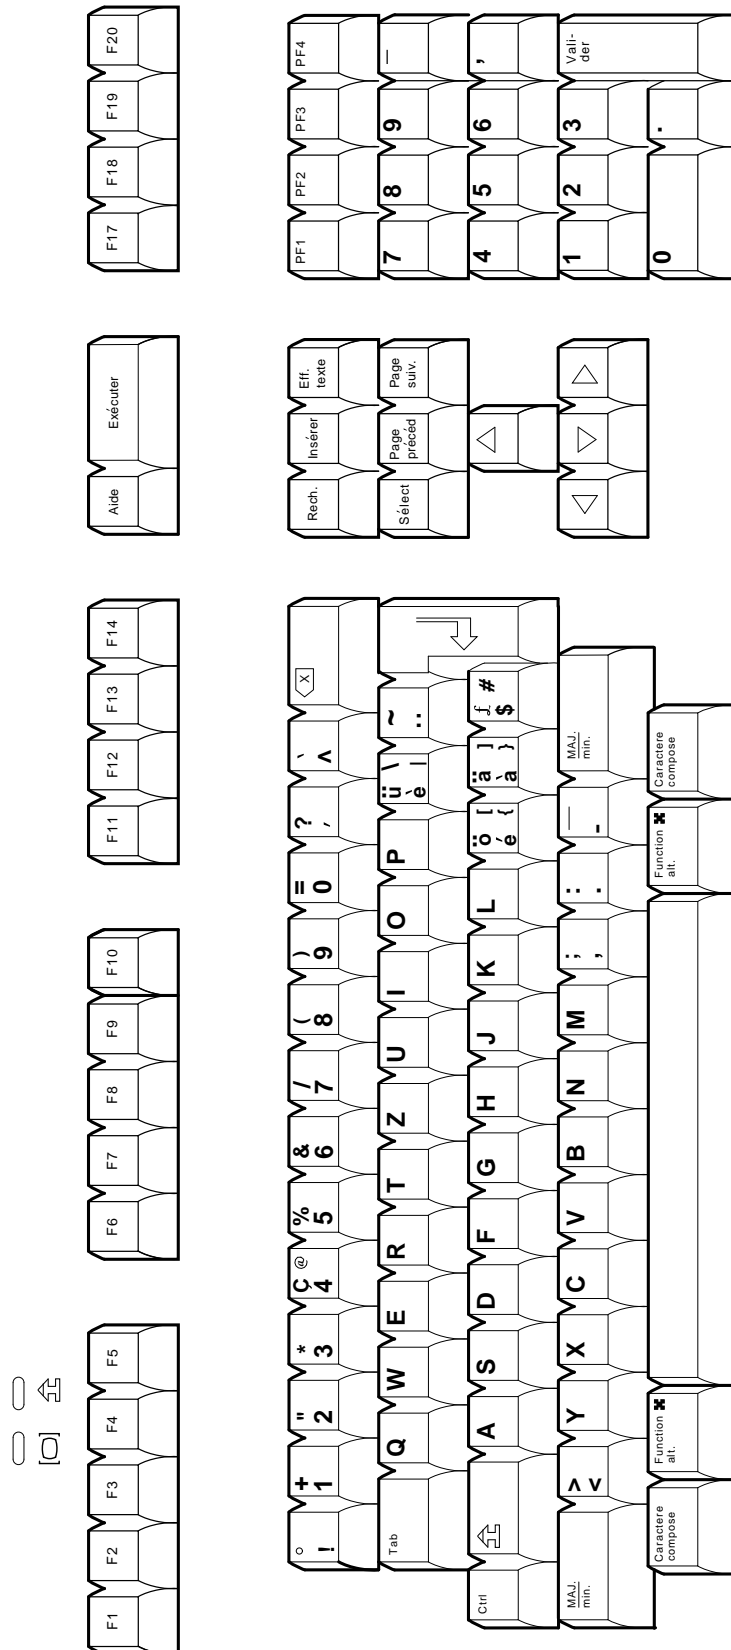 F1 F2 F3 F4 F5 F6 F7 F8 F9 F10 F11 F12 F13 F14 Aide Exécuter F17 F18 F19 F20
° + " * Ç @ % & / ( ) = ? `
! 1 2 3 4 5 6 7 8 9 0 ' ^ X
Rech. Insérer Eff.
texte
PF1 PF2 PF3 PF4
Tab Q W E R T Z U I O P ü \ ~
è | ¨
Sélect Page
précéd
Page
suiv.
7 8 9 –
Ctrl A S D F G H J K L ö [ ä ] £ #
é { à } $
4 5 6 ,
MAJ.
min.
> Y X C V B N M ; : _ MAJ.
< , . - min.
1 2 3 Vali-
der
Caractere
compose
Function
alt.
Function
alt.
Caractere
compose
0 .